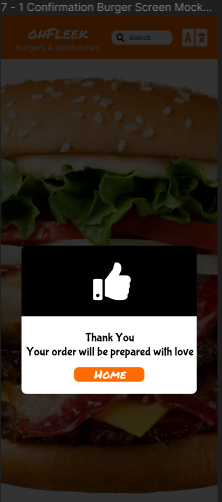 7 - 1 Confirmation Burger Screen Mock...
onFleek
burgers & sandwiches
Search
A
Thank You
Your order will be prepared with love
Home